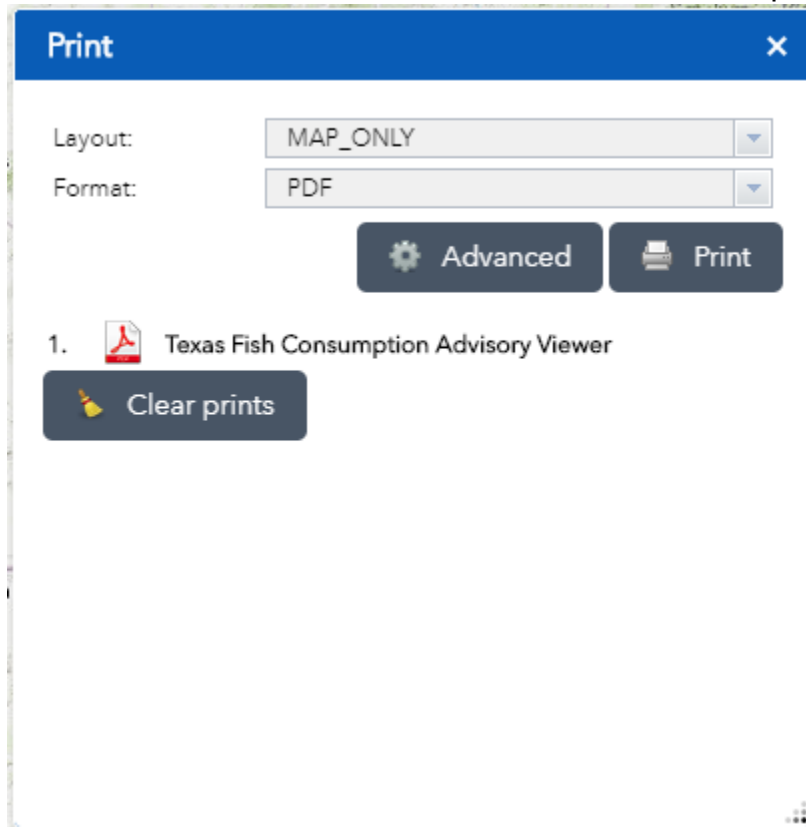 Print
Layout: MAP_ONLY
Format: PDF
Advanced Print
1. Texas Fish Consumption Advisory Viewer
Clear prints